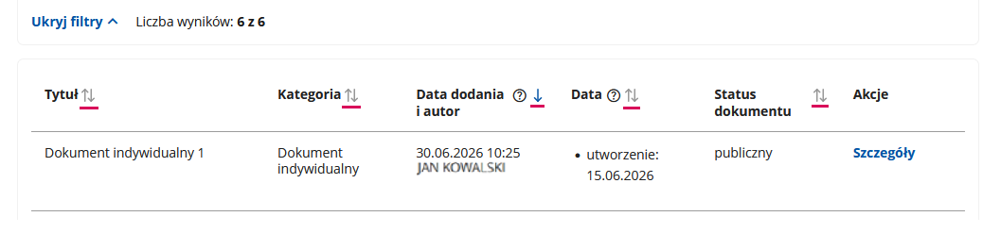 Ukryj filtry Liczba wyników: 6 z 6
Tytuł Kategoria Data dodania i autor Data Status dokumentu Akcje
Dokument indywidualny 1 Dokument indywidualny 30.06.2026 10:25 JAN KOWALSKI • utworzenie: 15.06.2026 publiczny Szczegóły